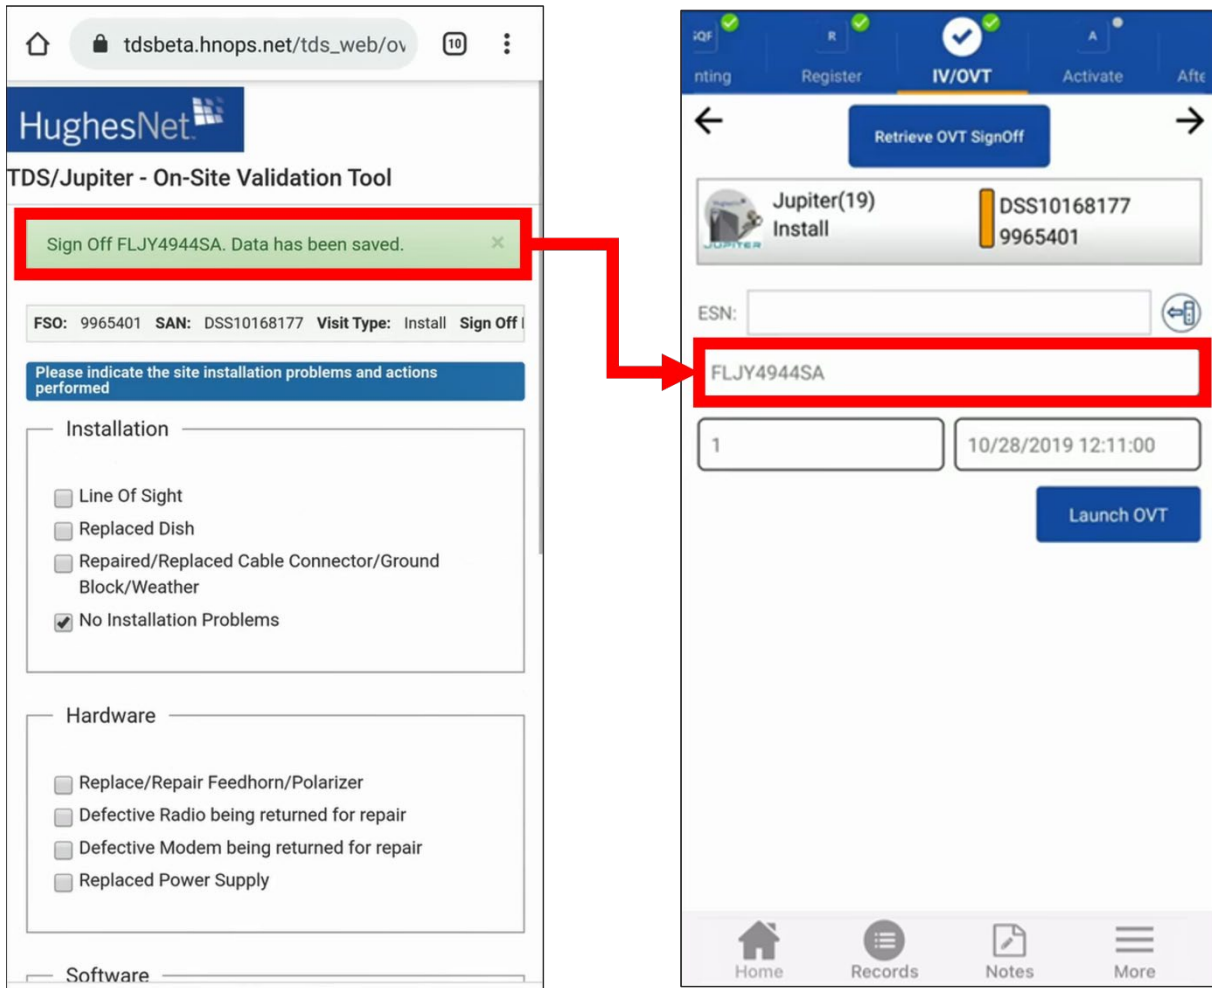 tdsbeta.hnops.net/tds_web/ov
10
HughesNet.
TDS/Jupiter - On-Site Validation Tool
Sign Off FLJY4944SA. Data has been saved. ×
FSO: 9965401 SAN: DSS10168177 Visit Type: Install Sign Off
Please indicate the site installation problems and actions
performed
Installation
Line Of Sight
Replaced Dish
Repaired/Replaced Cable Connector/Ground
Block/Weather
No Installation Problems
Hardware
Replace/Repair Feedhorn/Polarizer
Defective Radio being returned for repair
Defective Modem being returned for repair
Replaced Power Supply
Software
SQF R A
nting Register IV/OVT Activate Afte
Retrieve OVT SignOff
Jupiter(19)
Install
JUPITER
DSS10168177
9965401
ESN:
FLJY4944SA
1
10/28/2019 12:11:00
Launch OVT
Home Records Notes More